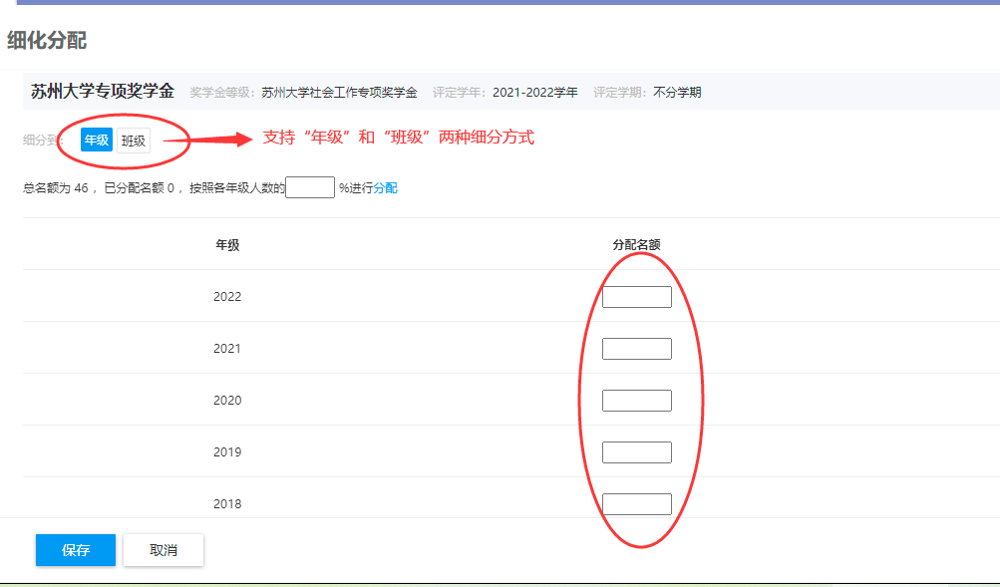 细化分配
苏州大学专项奖学金 奖学金等级: 苏州大学社会工作专项奖学金 评定学年: 2021-2022学年 评定学期: 不分学期
细分到: 年级 班级 支持“年级”和“班级”两种细分方式
总名额为 46 ，已分配名额 0 ，按照各年级人数的 %进行分配
年级 分配名额
2022
2021
2020
2019
2018
保存 取消